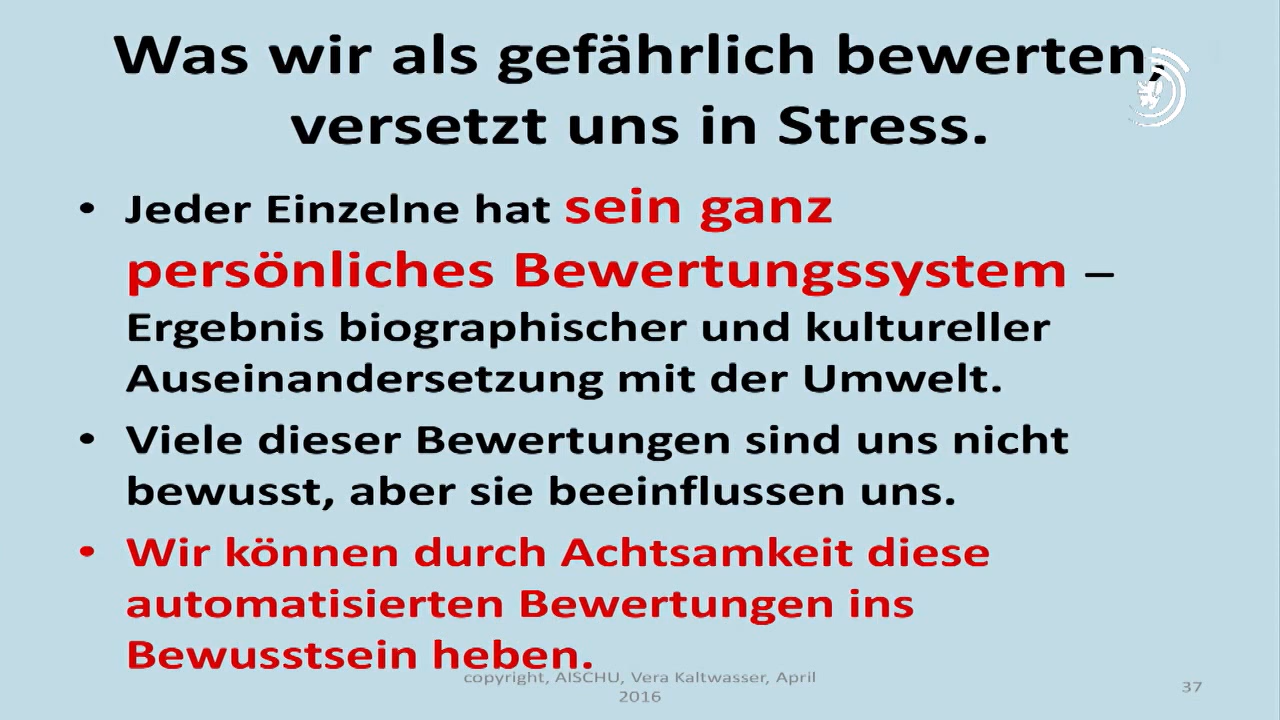 Was wir als gefährlich bewerten,
versetzt uns in Stress.
• Jeder Einzelne hat sein ganz
persönliches Bewertungssystem –
Ergebnis biographischer und kultureller
Auseinandersetzung mit der Umwelt.
• Viele dieser Bewertungen sind uns nicht
bewusst, aber sie beeinflussen uns.
• Wir können durch Achtsamkeit diese
automatisierten Bewertungen ins
Bewusstsein heben.
copyright, AISCHU, Vera Kaltwasser, April
2016
37